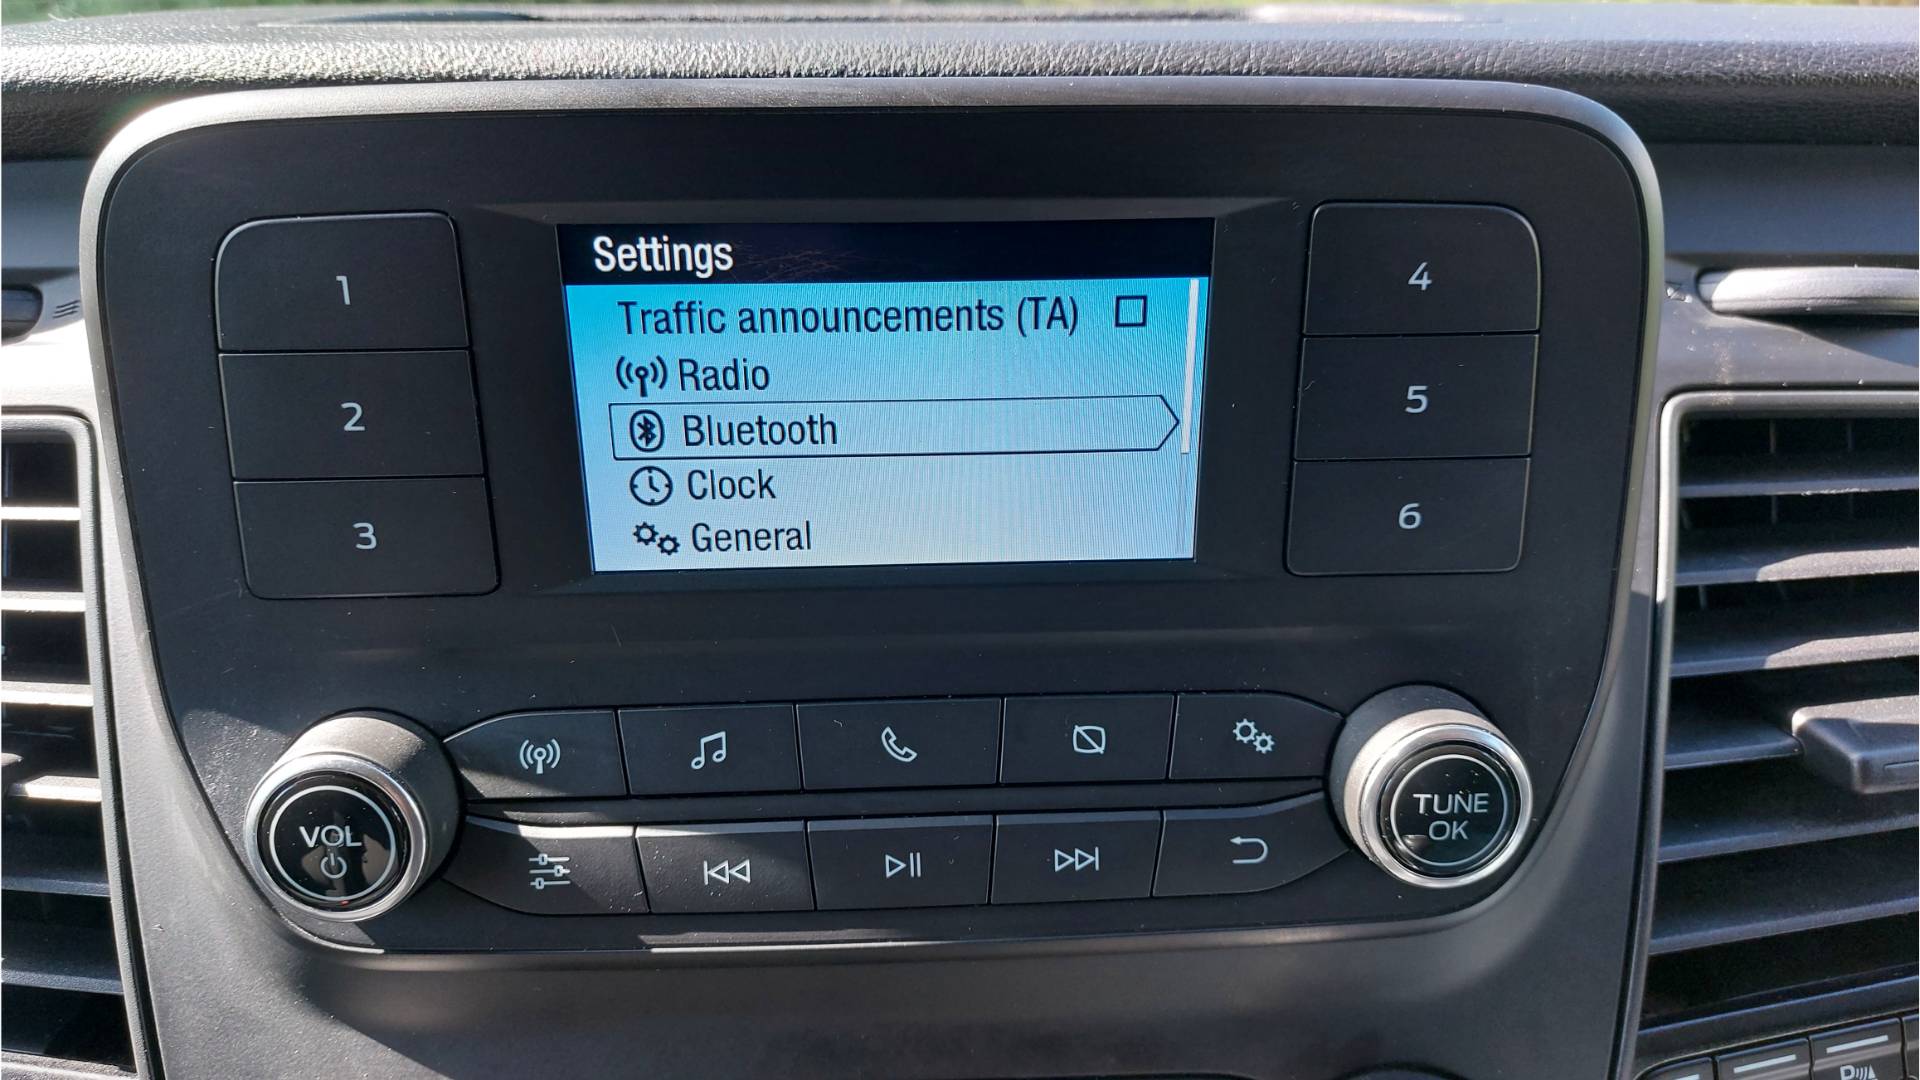 Settings
Traffic announcements (TA)
Radio
Bluetooth
Clock
General
1
2
3
4
5
6
VOL
TUNE
OK
P